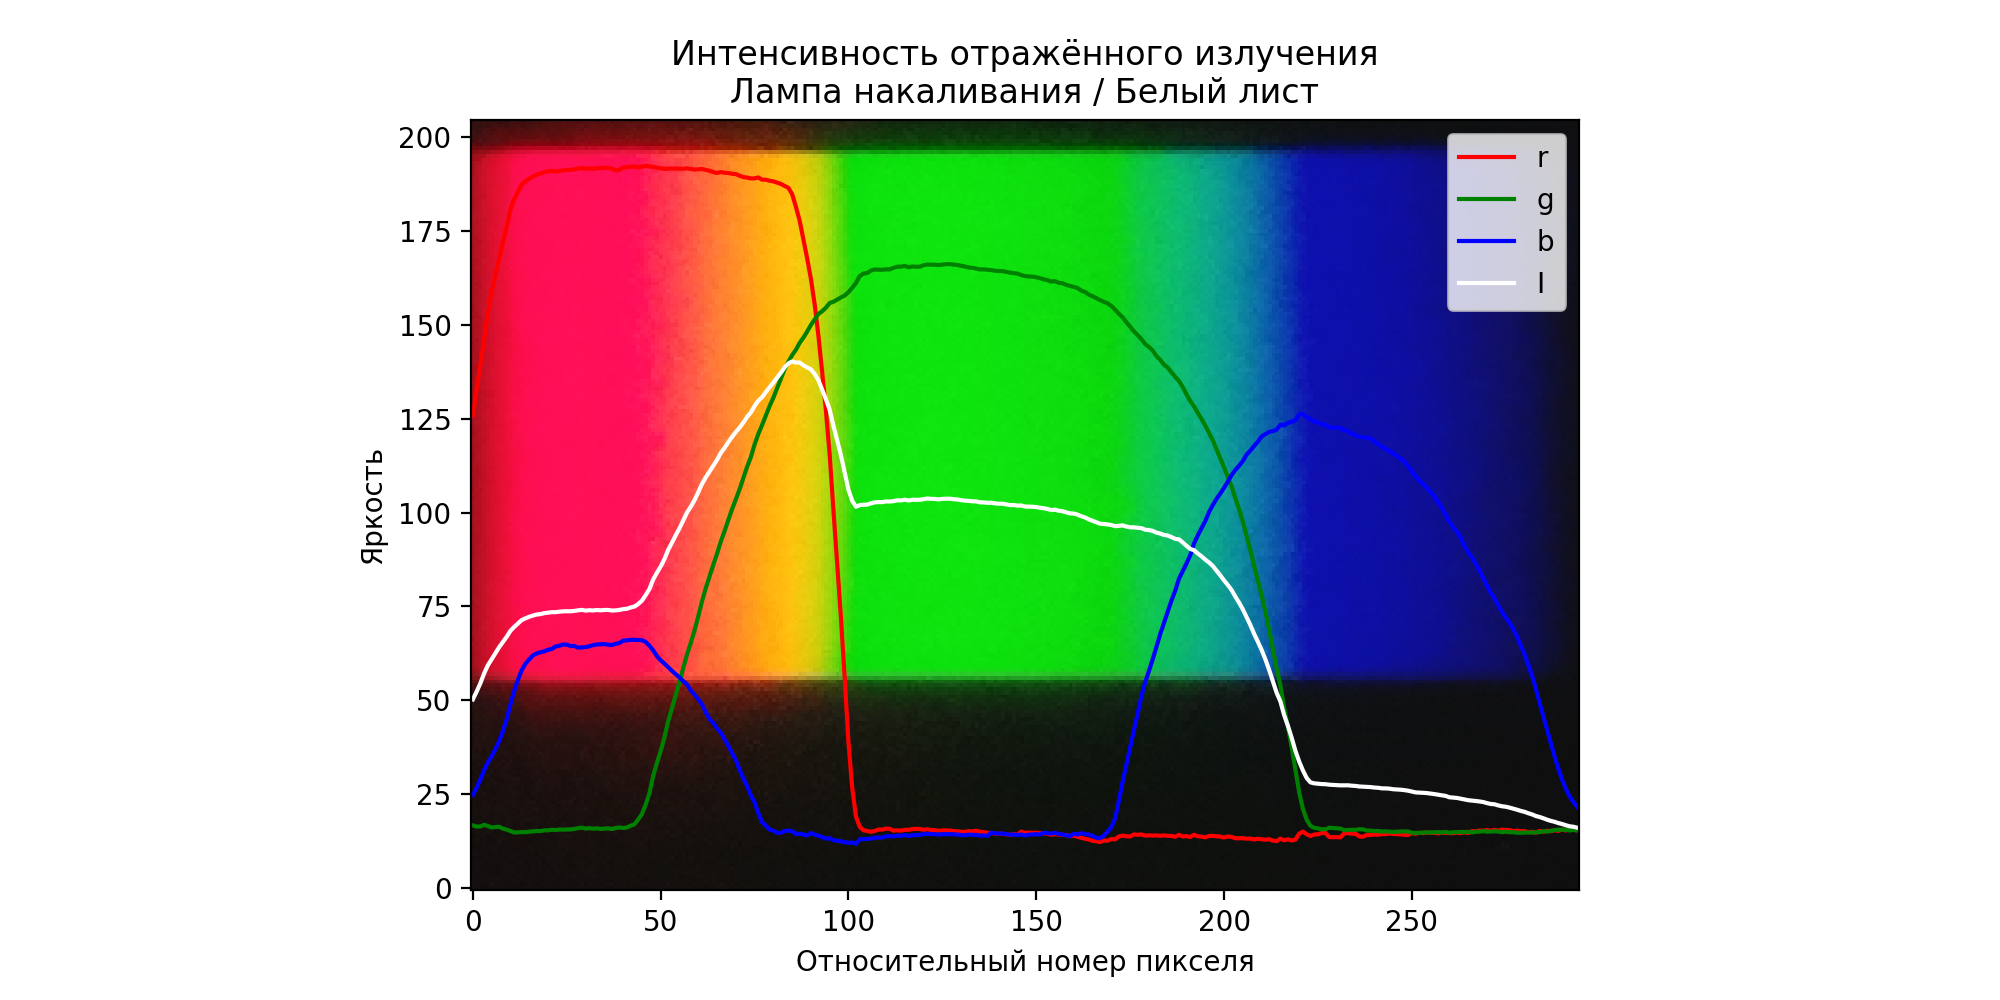 Интенсивность отражённого излучения
Лампа накаливания / Белый лист
200
175
150
125
100
75
50
25
0
Яркость
r
g
b
l
0 50 100 150 200 250
Относительный номер пикселя